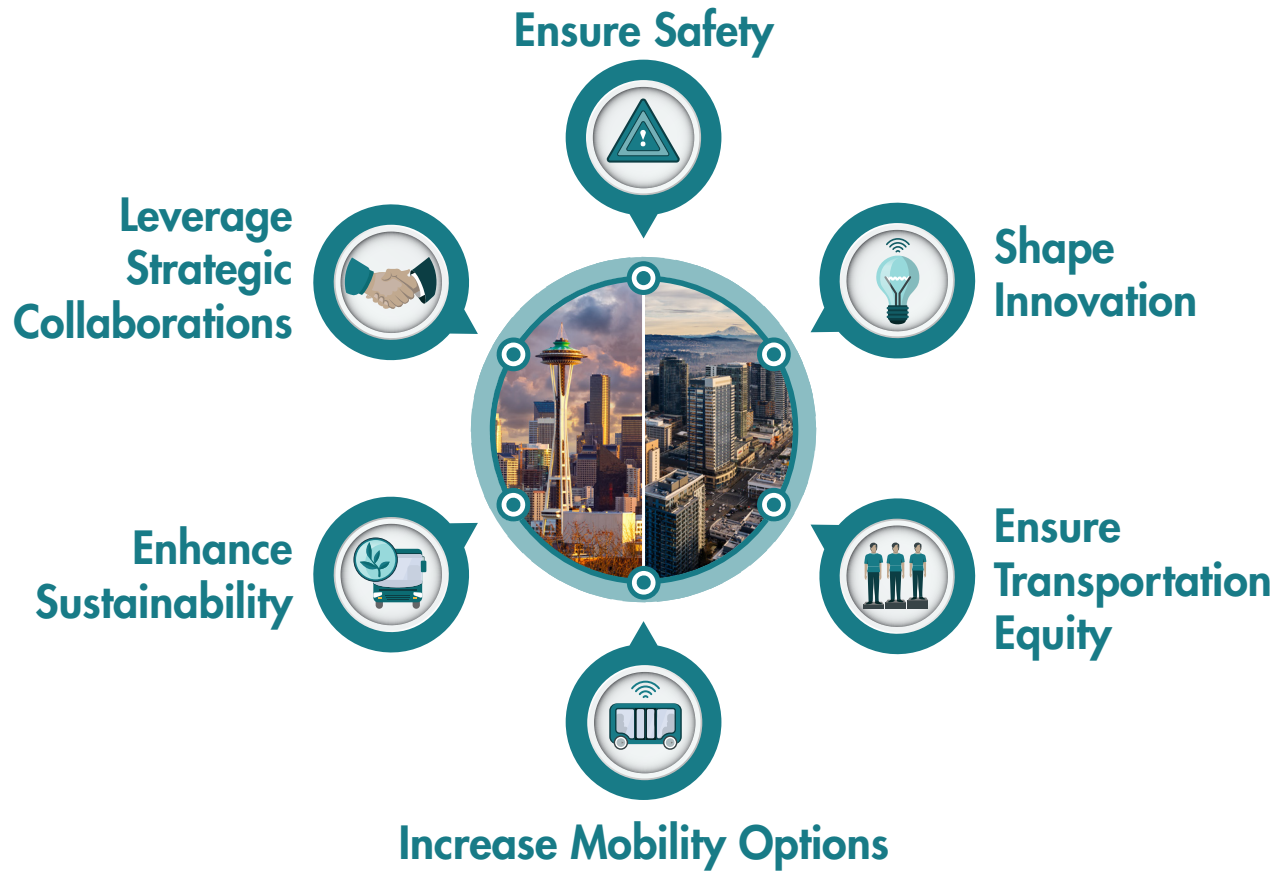 Ensure Safety
Shape
Innovation
Ensure
Transportation
Equity
Increase Mobility Options
Enhance
Sustainability
Leverage
Strategic
Collaborations